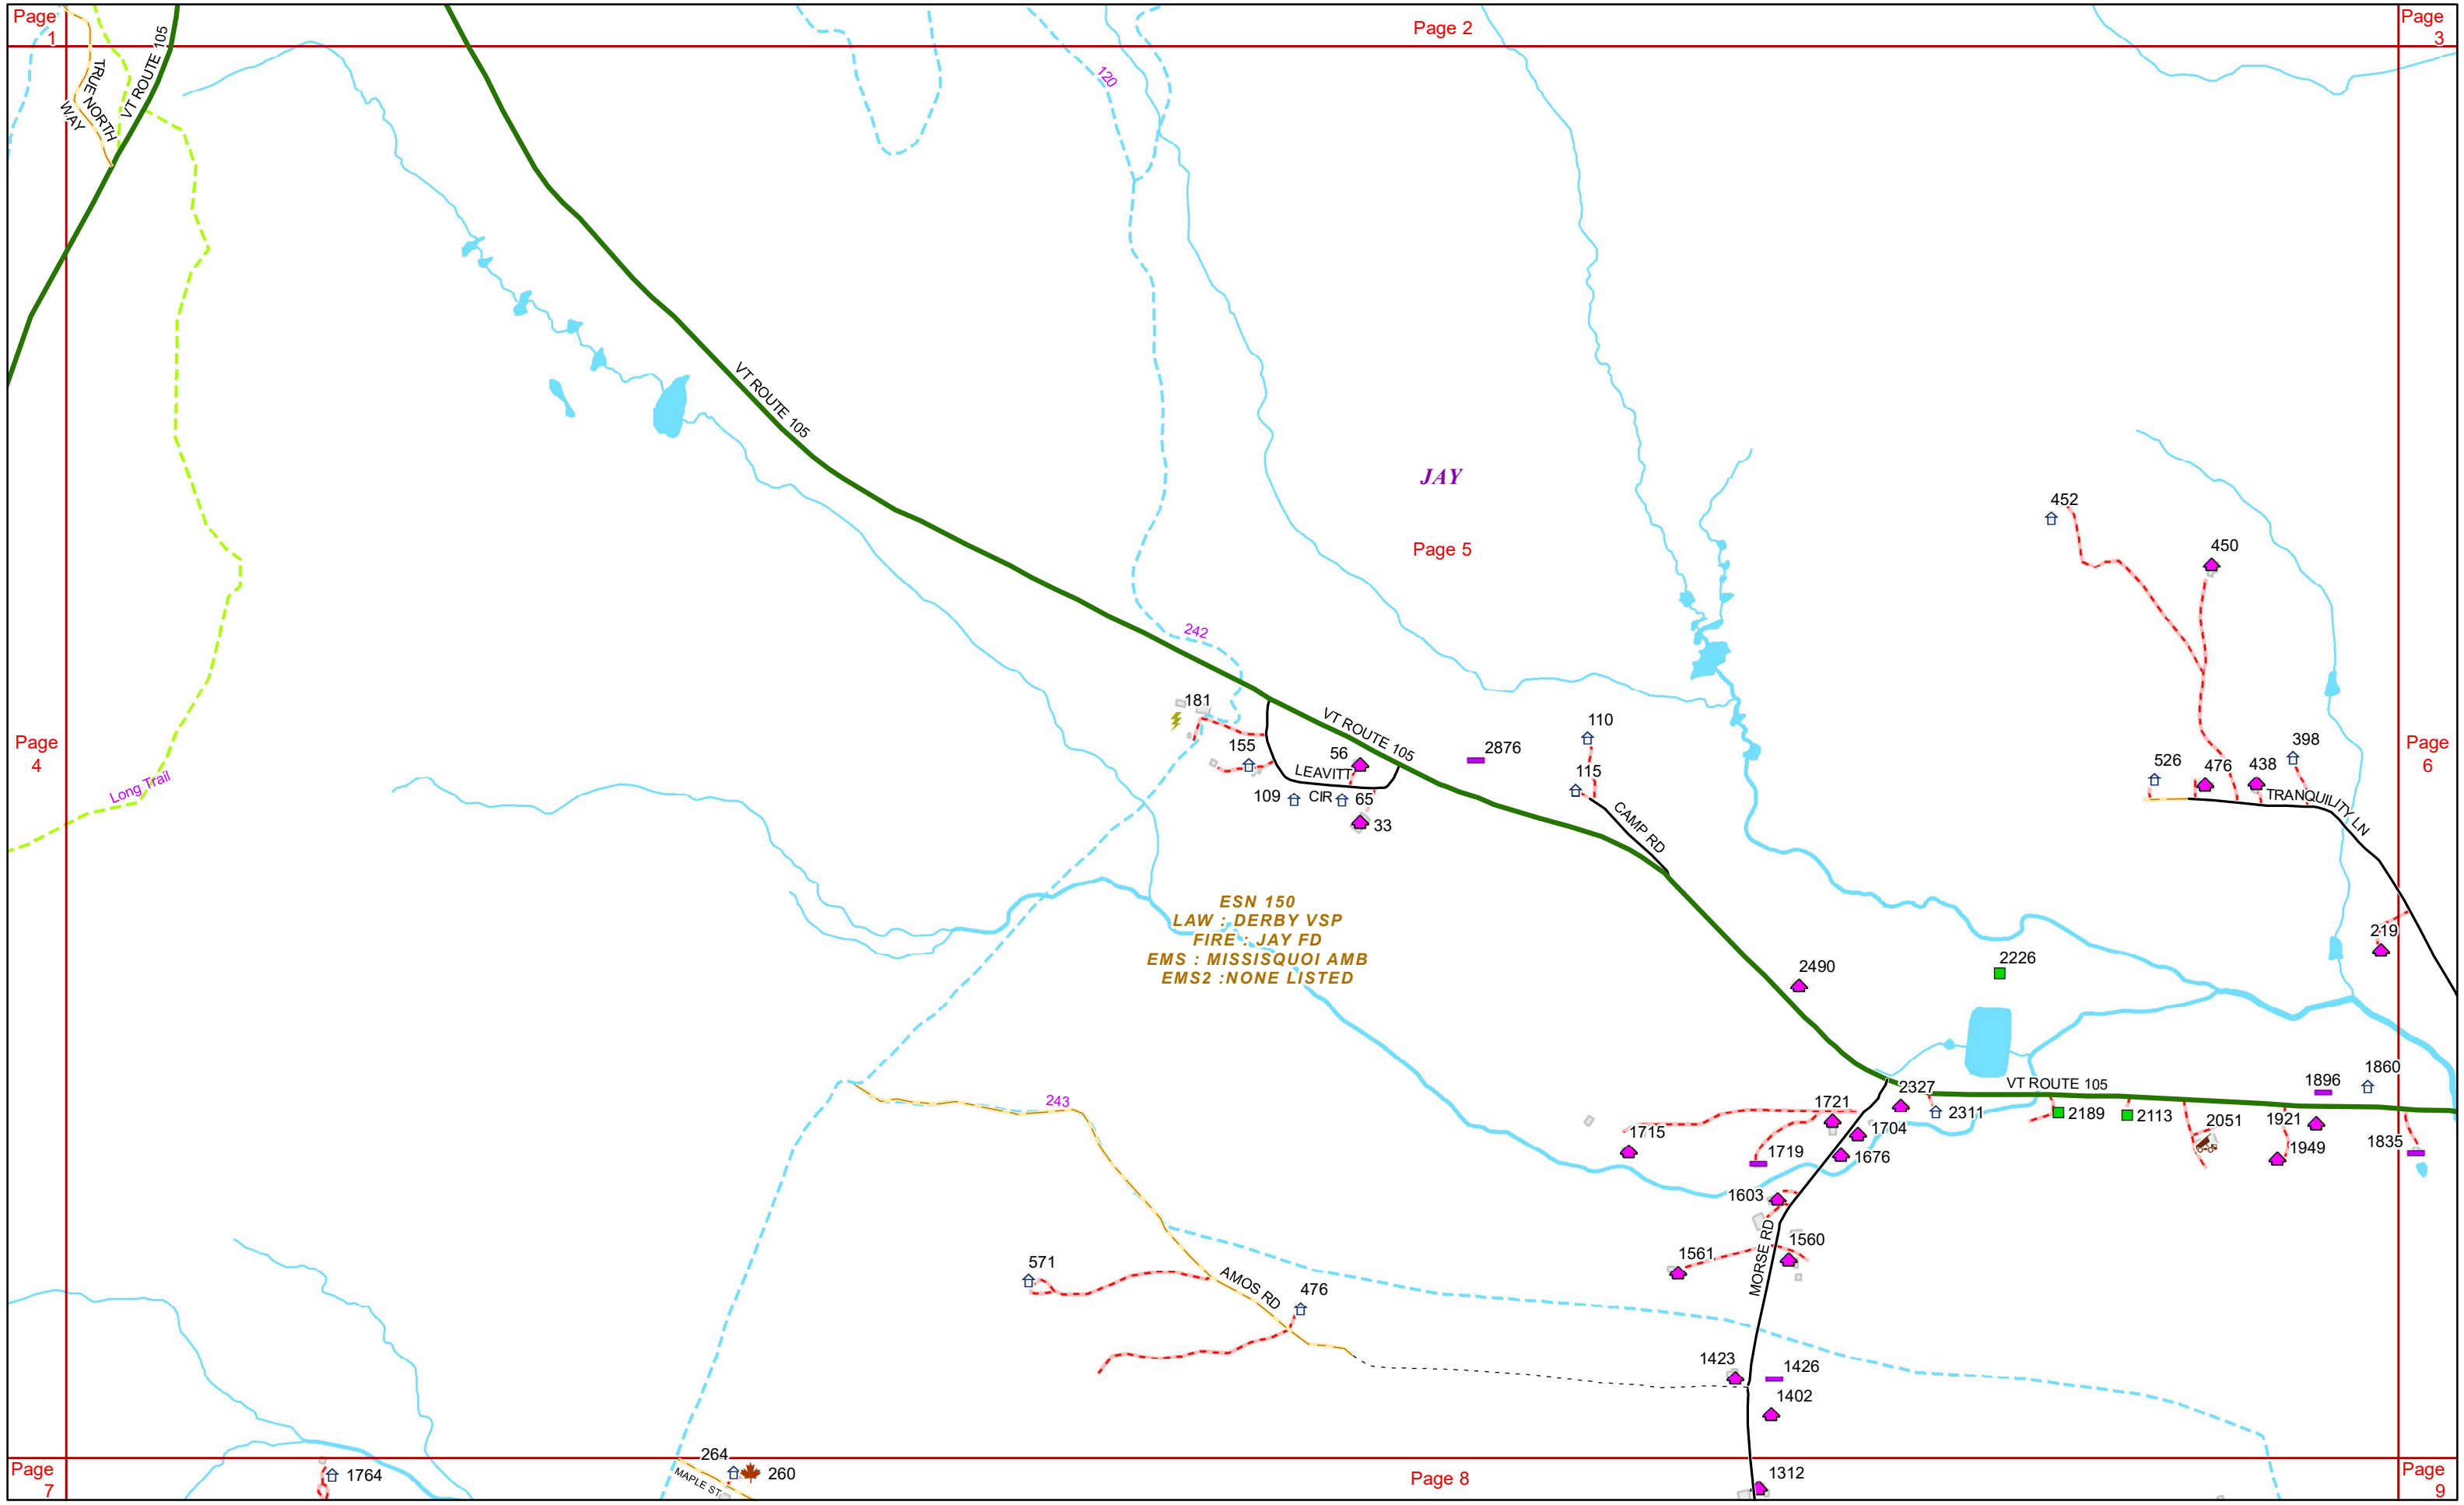 Page
1
Page 2
Page
3
VT ROUTE 105
TRUE NORTH
WAY
120
VT ROUTE 105
JAY
Page 5
452
450
242
181
155
VT ROUTE 105
56
LEAVITT
CIR
109
65
33
2876
110
115
CAMP RD
526
476
438
398
TRANQUILITY LN
Page
4
Page
6
Long Trail
219
ESN 150
LAW : DERBY VSP
FIRE : JAY FD
EMS : MISSISQUOI AMB
EMS2 :NONE LISTED
2490
2226
243
2327
VT ROUTE 105
1896
1860
1721
2311
2189
2113
2051
1921
1715
1704
1719
1676
1949
1835
1603
1561
1560
MORSE RD
571
AMOS RD
476
1423
1426
1402
Page
7
1764
264
260
MAPLE ST
Page 8
1312
Page
9